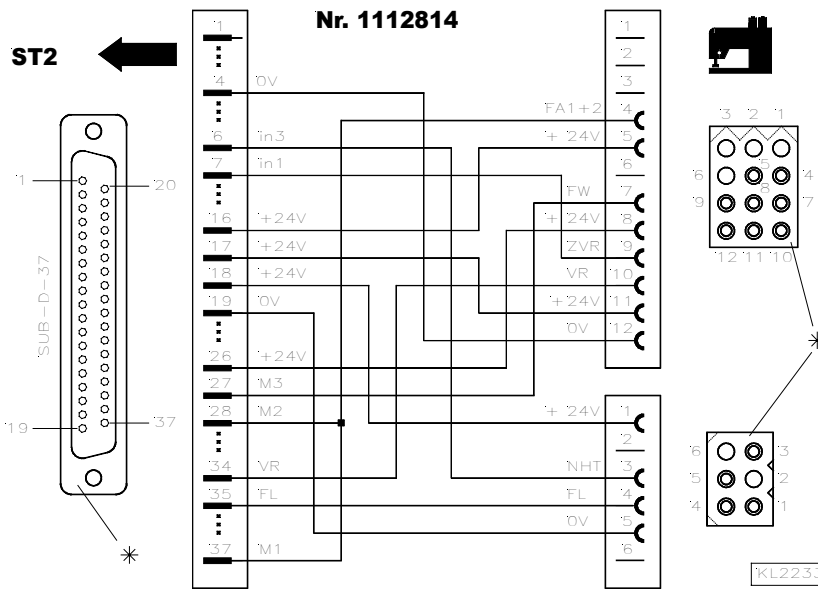 Nr. 1112814
ST2
1
4 0V
6 in3
7 in1
16 +24V
17 +24V
18 +24V
19 0V
26 +24V
27 M3
28 M2
34 VR
35 FL
37 M1
1
2
3
FA1+2 4
+ 24V 5
6
FW 7
+ 24V 8
ZVR 9
VR 10
+24V 11
0V 12
+ 24V 1
2
NHT 3
FL 4
0V 5
6
1 20
SUB-D-37
19 37
3 2 1
6 5 4
9 8 7
12 11 10
*
6 3
5 2
4 1
*
KL223